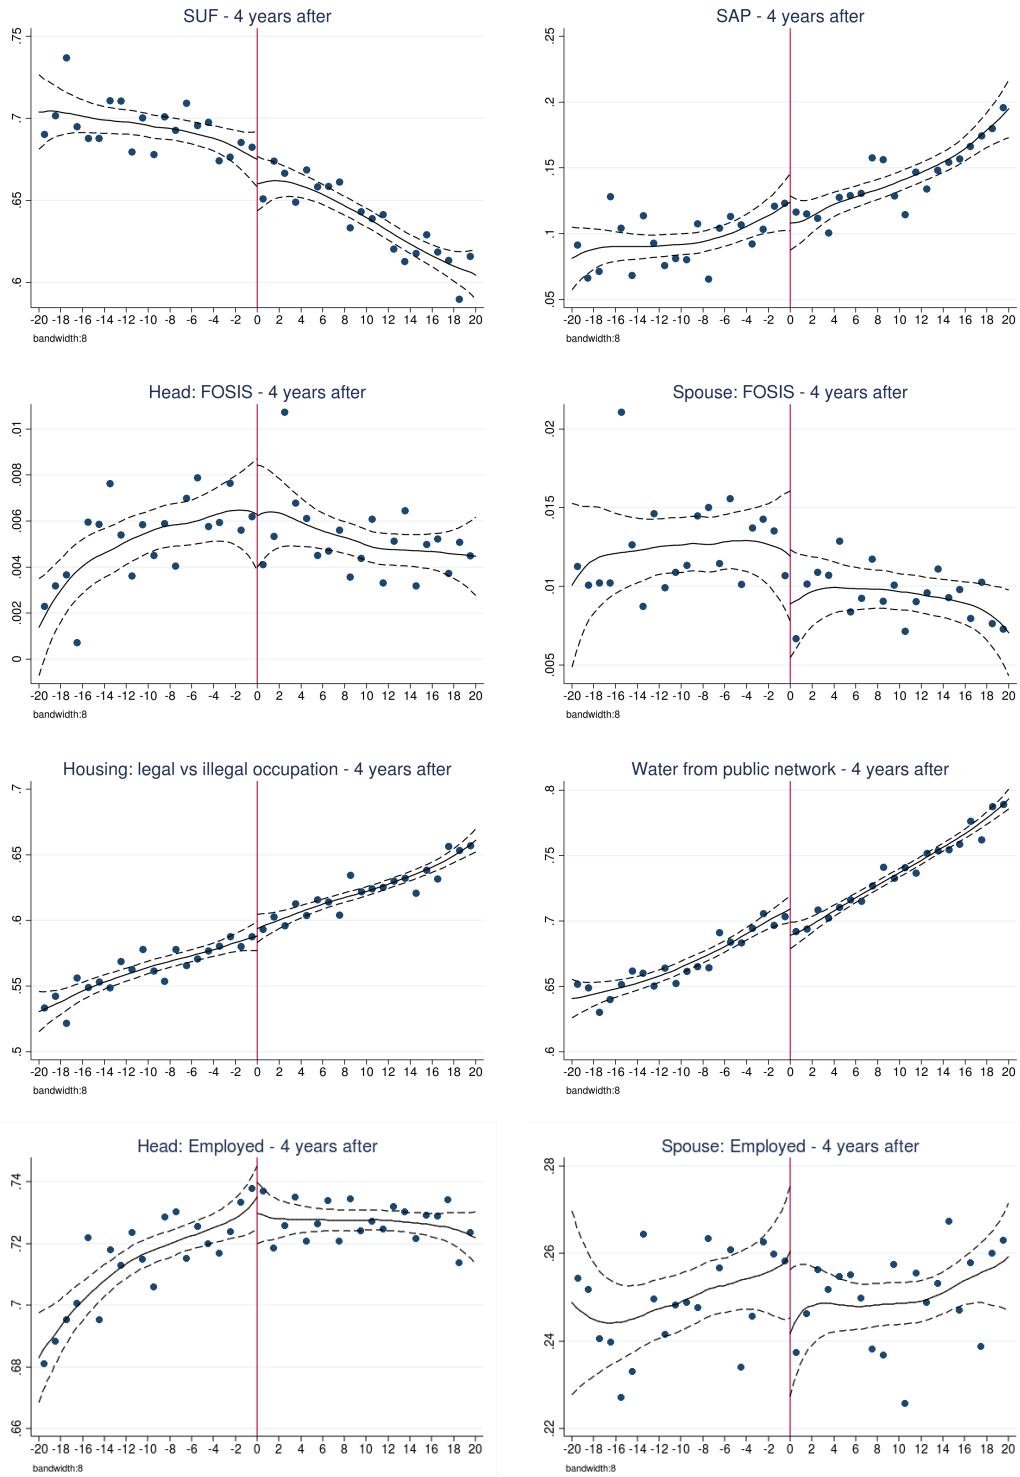 SUF - 4 years after
.75
.7
.65
.6
-20 -18 -16 -14 -12 -10 -8 -6 -4 -2 0 2 4 6 8 10 12 14 16 18 20
bandwidth:8
SAP - 4 years after
.25
.2
.15
.1
.05
-20 -18 -16 -14 -12 -10 -8 -6 -4 -2 0 2 4 6 8 10 12 14 16 18 20
bandwidth:8
Head: FOSIS - 4 years after
.01
.008
.006
.004
.002
0
-20 -18 -16 -14 -12 -10 -8 -6 -4 -2 0 2 4 6 8 10 12 14 16 18 20
bandwidth:8
Spouse: FOSIS - 4 years after
.02
.015
.01
.005
-20 -18 -16 -14 -12 -10 -8 -6 -4 -2 0 2 4 6 8 10 12 14 16 18 20
bandwidth:8
Housing: legal vs illegal occupation - 4 years after
.7
.65
.6
.55
.5
-20 -18 -16 -14 -12 -10 -8 -6 -4 -2 0 2 4 6 8 10 12 14 16 18 20
bandwidth:8
Water from public network - 4 years after
.8
.75
.7
.65
.6
-20 -18 -16 -14 -12 -10 -8 -6 -4 -2 0 2 4 6 8 10 12 14 16 18 20
bandwidth:8
Head: Employed - 4 years after
.74
.72
.7
.68
.66
-20 -18 -16 -14 -12 -10 -8 -6 -4 -2 0 2 4 6 8 10 12 14 16 18 20
bandwidth:8
Spouse: Employed - 4 years after
.28
.26
.24
.22
-20 -18 -16 -14 -12 -10 -8 -6 -4 -2 0 2 4 6 8 10 12 14 16 18 20
bandwidth:8